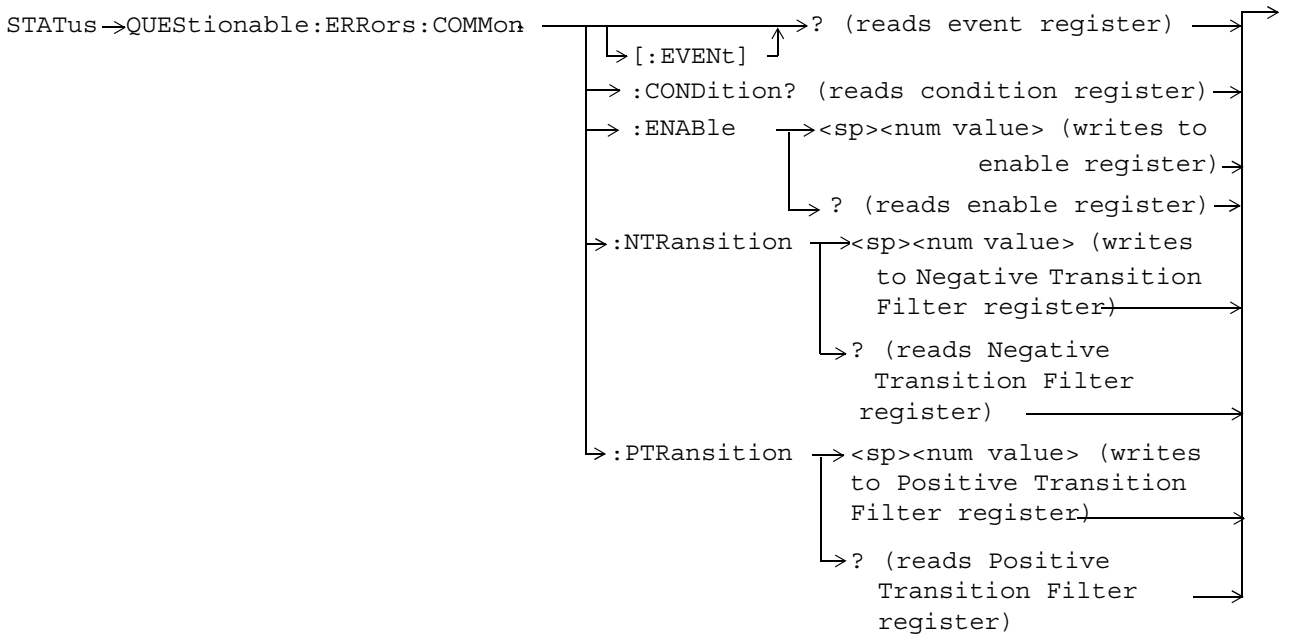 STATus QUEStionable:ERRors:COMMon ? (reads event register)
[:EVENt]
:CONDition? (reads condition register)
:ENABle <sp><num value> (writes to
enable register)
? (reads enable register)
:NTRansition <sp><num value> (writes
to Negative Transition
Filter register)
? (reads Negative
Transition Filter
register)
:PTRansition <sp><num value> (writes
to Positive Transition
Filter register)
? (reads Positive
Transition Filter
register)